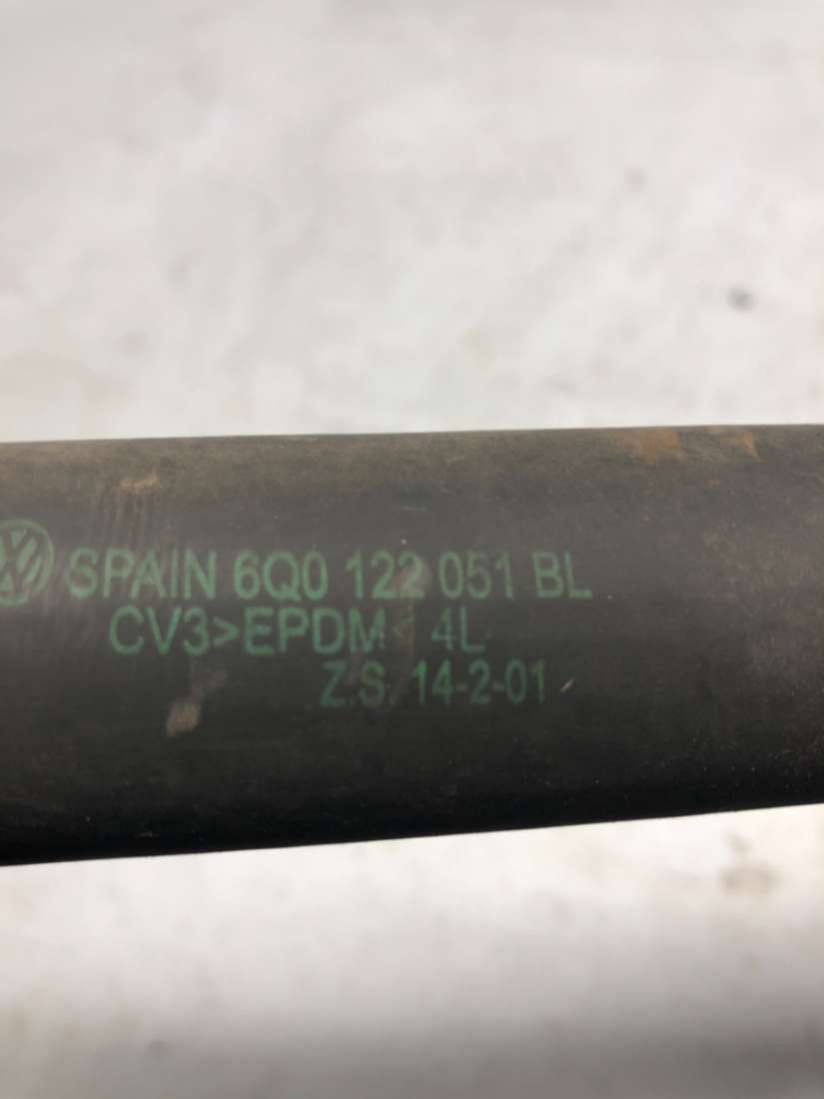 SPAIN 6Q0 122 051 BL
CV3>EPDM< 4L
Z.S. 14-2-01